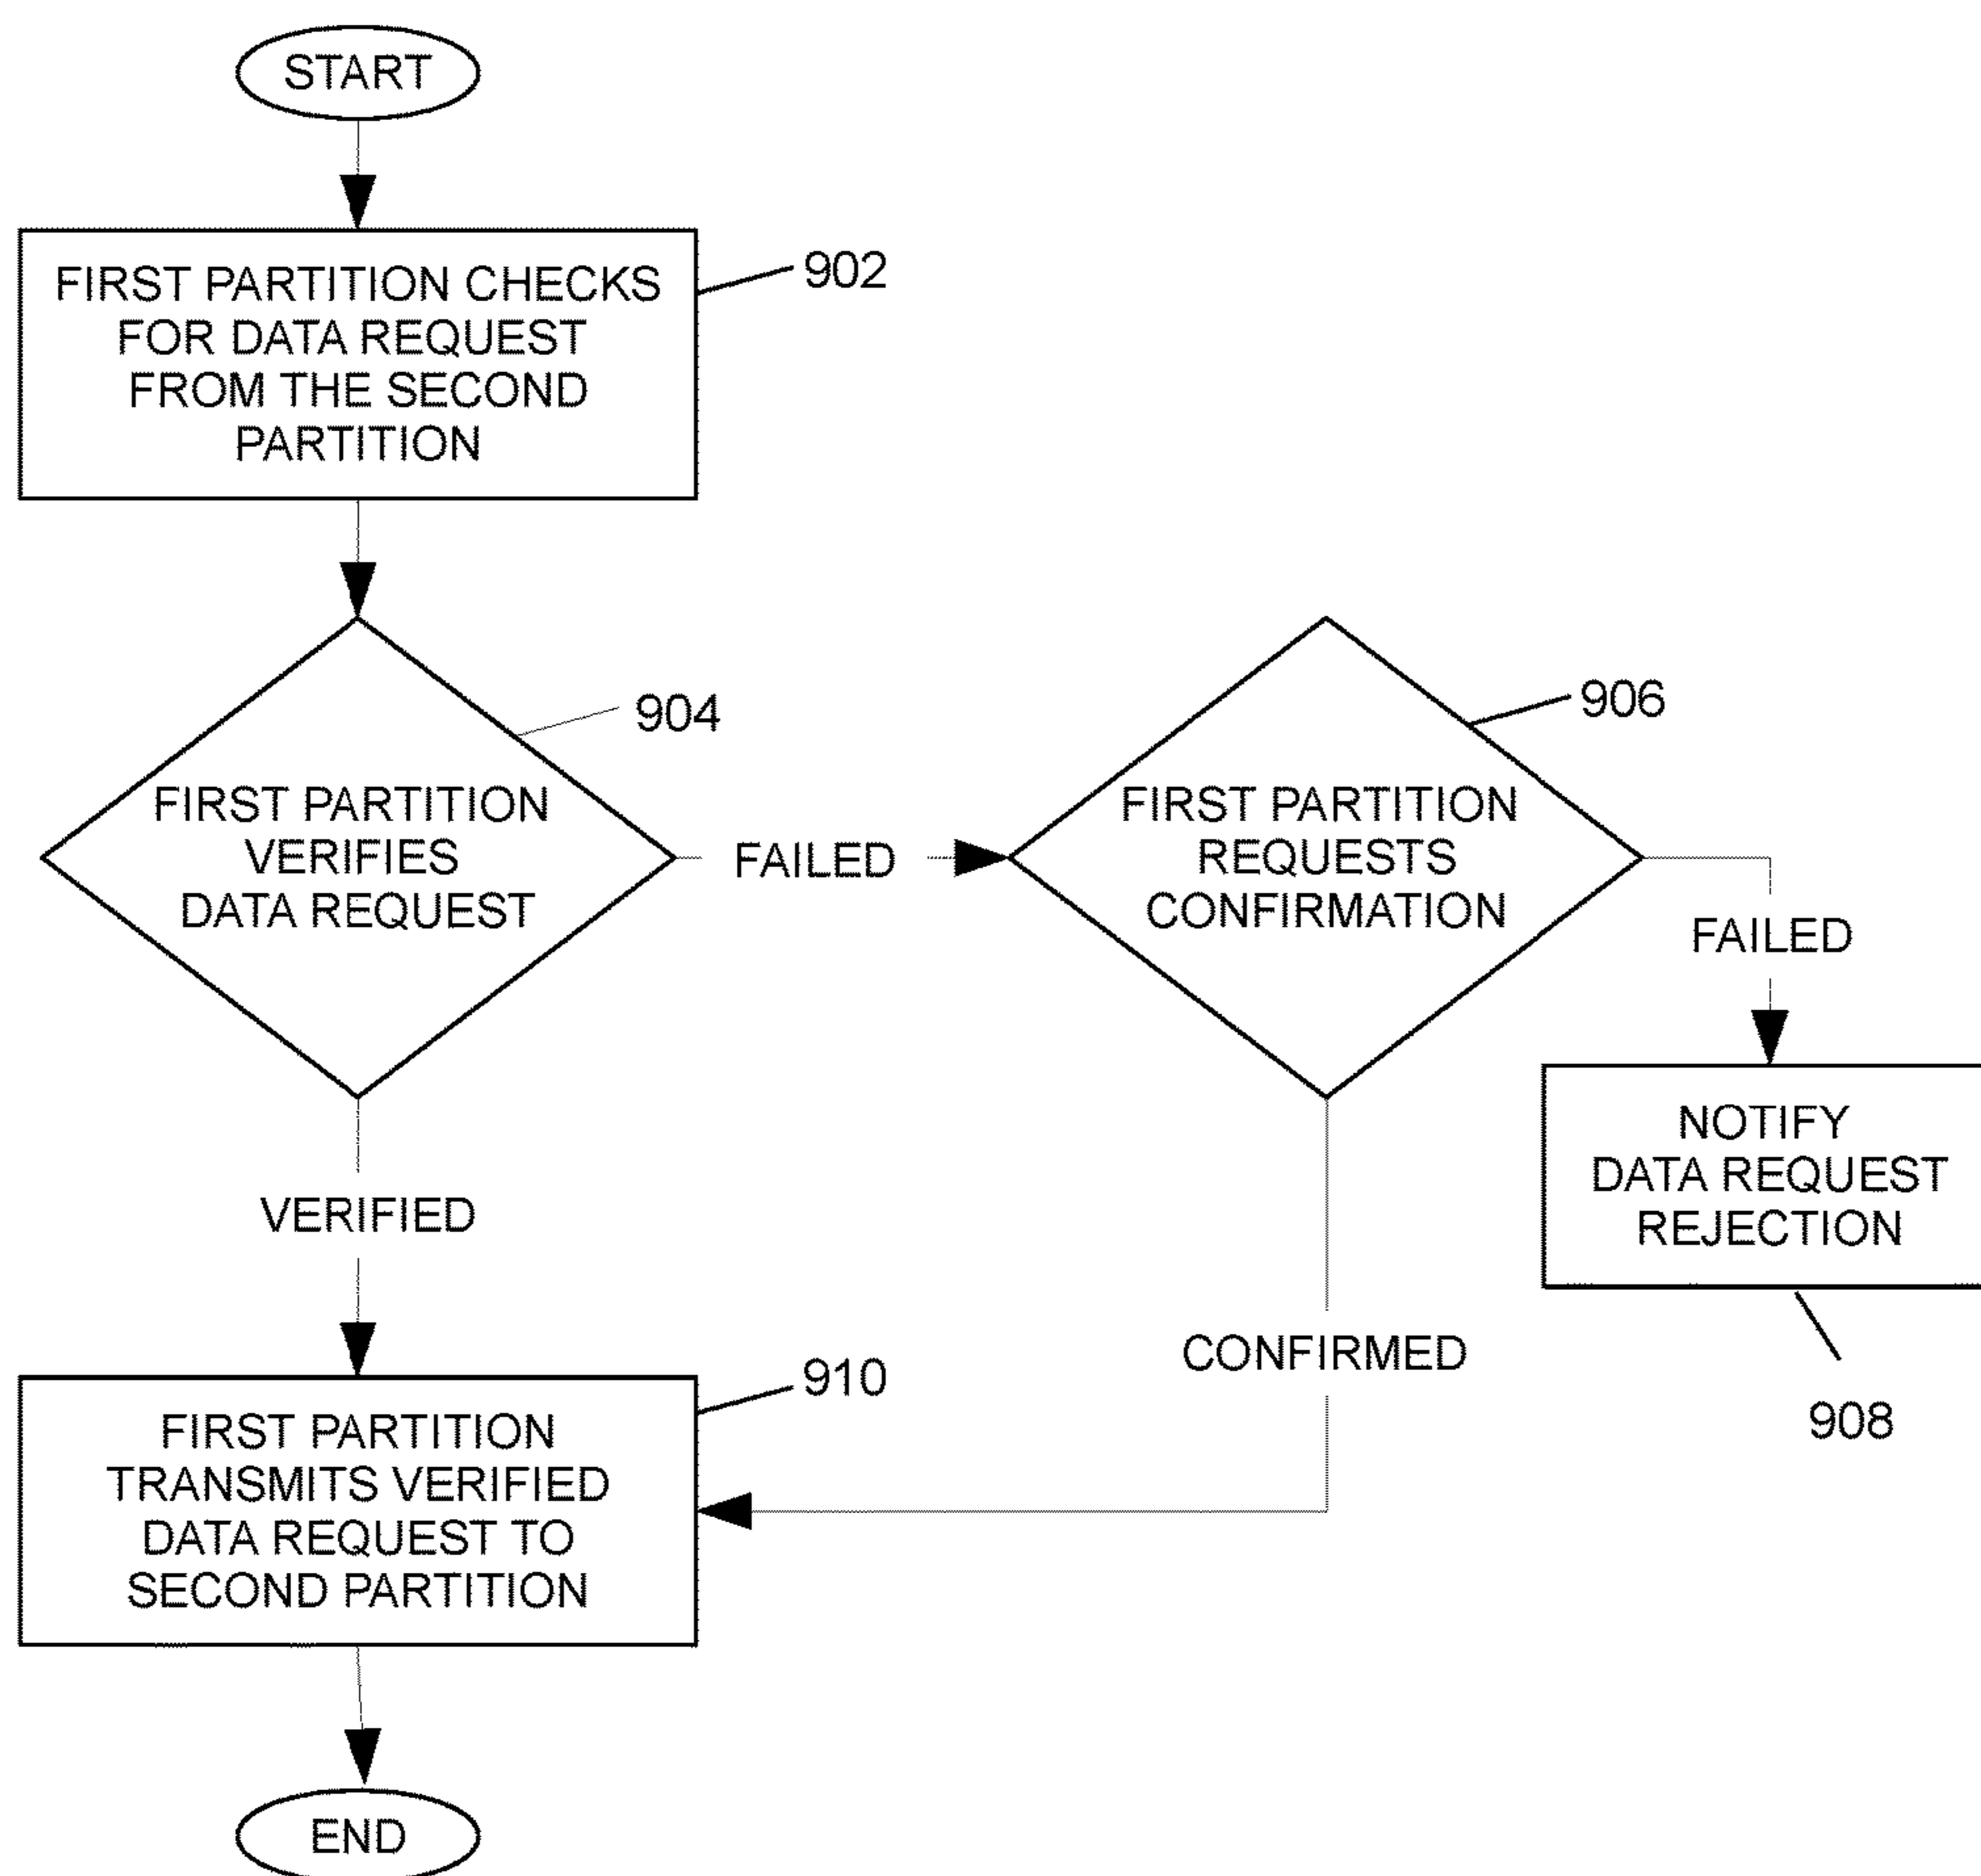 START
FIRST PARTITION CHECKS
FOR DATA REQUEST
FROM THE SECOND
PARTITION
902
904
FIRST PARTITION
VERIFIES
DATA REQUEST
FAILED
906
FIRST PARTITION
REQUESTS
CONFIRMATION
FAILED
NOTIFY
DATA REQUEST
REJECTION
908
VERIFIED
CONFIRMED
910
FIRST PARTITION
TRANSMITS VERIFIED
DATA REQUEST TO
SECOND PARTITION
END